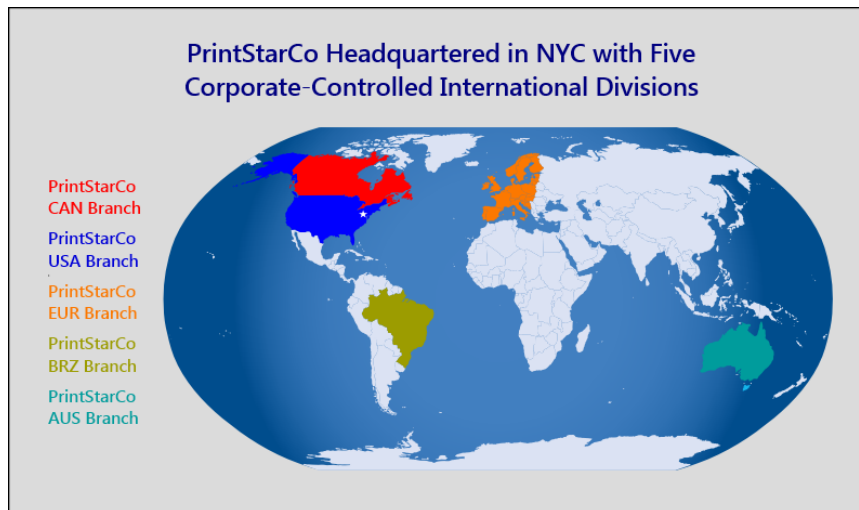 PrintStarCo Headquartered in NYC with Five
Corporate-Controlled International Divisions
PrintStarCo
CAN Branch
PrintStarCo
USA Branch
PrintStarCo
EUR Branch
PrintStarCo
BRZ Branch
PrintStarCo
AUS Branch